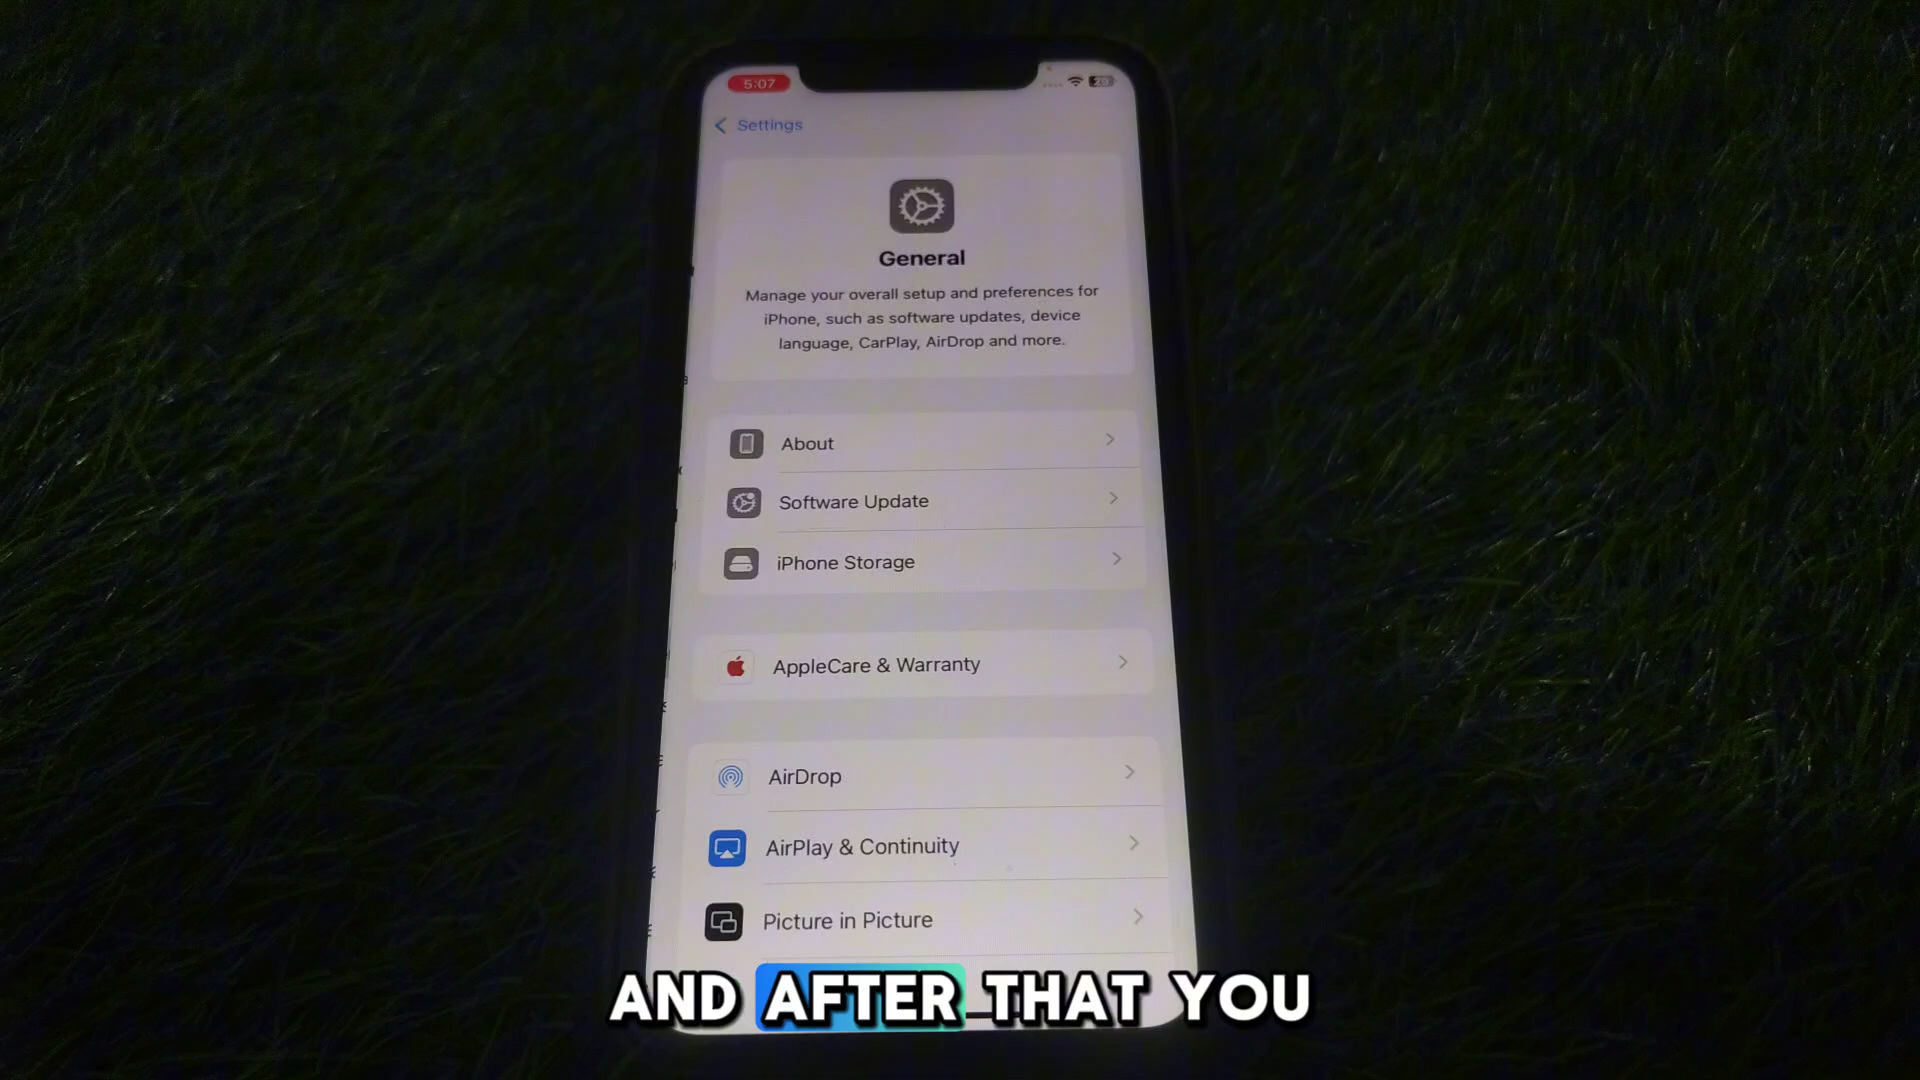 5:07
29
Settings
General
Manage your overall setup and preferences for
iPhone, such as software updates, device
language, CarPlay, AirDrop and more.
About
Software Update
iPhone Storage
AppleCare & Warranty
AirDrop
AirPlay & Continuity
Picture in Picture
AND AFTER THAT YOU